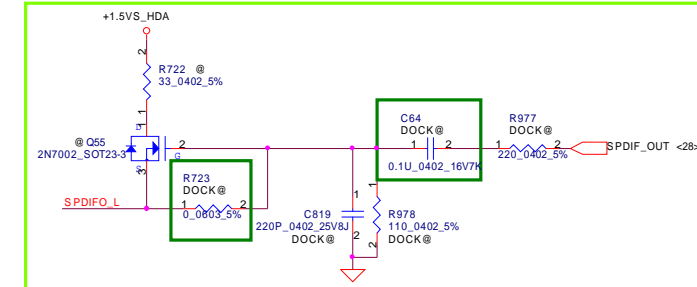 +1.5VS_HDA
2
R722 @
33_0402_5%
1
1
D
@ Q55
2N7002_SOT23-3
2
G
S
3
SPDIFO_L
R723
DOCK@
1 2
0_0603_5%
C64
DOCK@
1 2
0.1U_0402_16V7K
R977
DOCK@
1 2
220_0402_5%
SPDIF_OUT <28>
1
C819
220P_0402_25V8J
DOCK@
2
1
R978
110_0402_5%
DOCK@
2